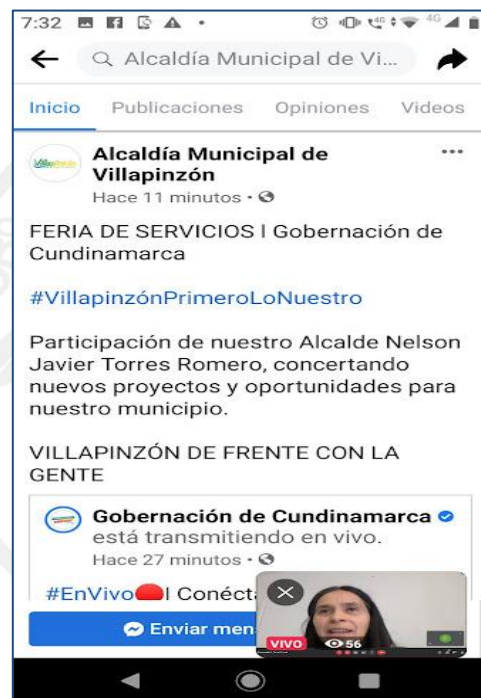 7:32
4G
4G
Alcaldía Municipal de Vi...
Inicio Publicaciones Opiniones Videos
Alcaldía Municipal de
Villapinzón
Hace 11 minutos •
FERIA DE SERVICIOS I Gobernación de
Cundinamarca
#VillapinzónPrimeroLoNuestro
Participación de nuestro Alcalde Nelson
Javier Torres Romero, concertando
nuevos proyectos y oportunidades para
nuestro municipio.
VILLAPINZÓN DE FRENTE CON LA
GENTE
Gobernación de Cundinamarca
está transmitiendo en vivo.
Hace 27 minutos •
#EnVivo🔴I Conéct
Enviar men
VIVO 56